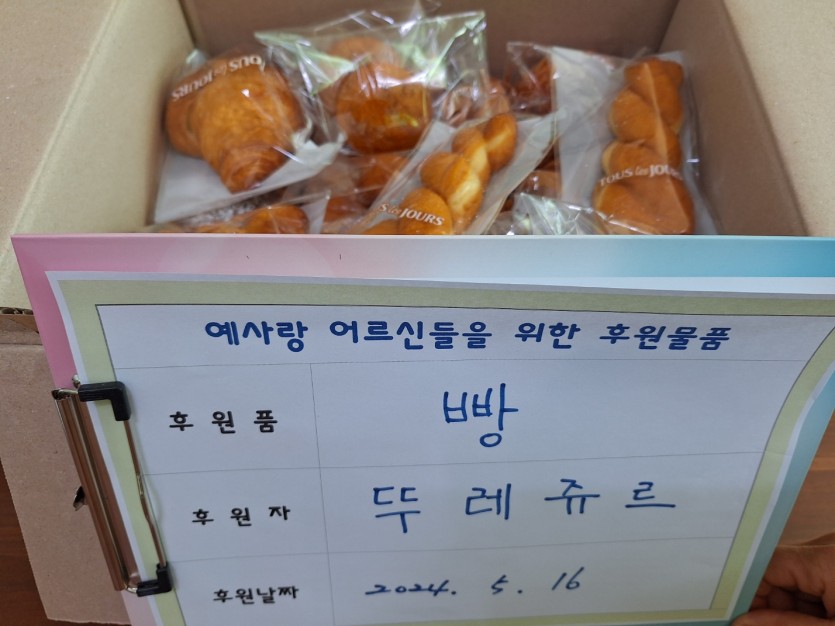 TOUS les JOURS
S les JOURS
TOUS les JOURS
예사랑 어르신들을 위한 후원물품
후원품 빵
후원자 뚜레쥬르
후원날짜 2024. 5. 16